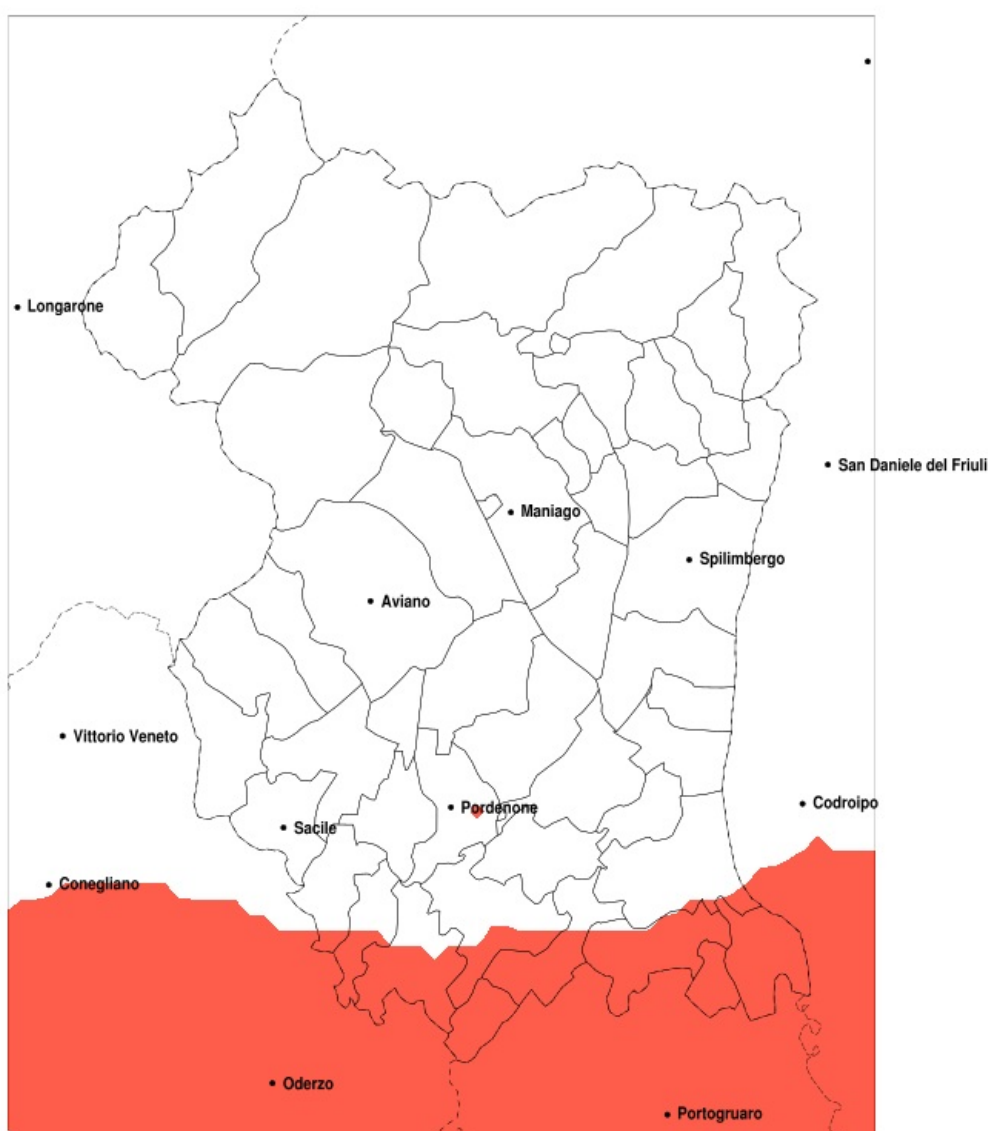 Longarone
San Daniele del Friuli
Maniago
Spilimbergo
Aviano
Vittorio Veneto
Codroipo
Pordenone
Sacile
Conegliano
Oderzo
Portogruaro